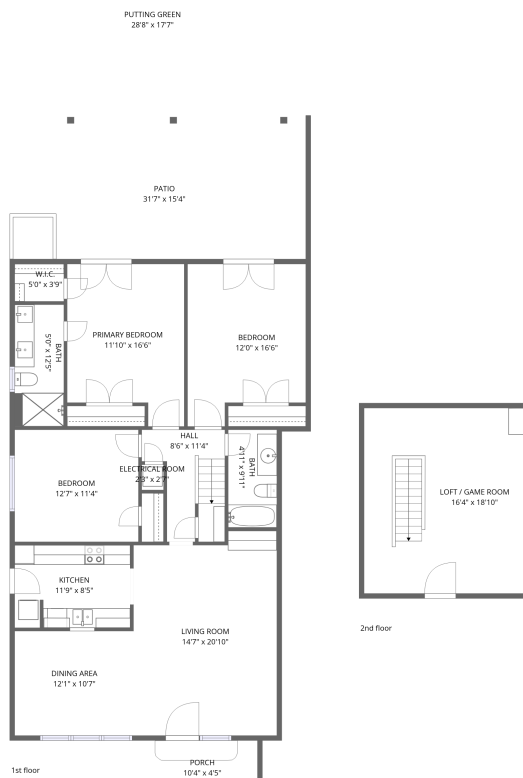 PUTTING GREEN
28'8" x 17'7"
PATIO
31'7" x 15'4"
W.I.C.
5'0" x 3'9"
BATH
5'0" x 12'5"
PRIMARY BEDROOM
11'10" x 16'6"
BEDROOM
12'0" x 16'6"
HALL
8'6" x 11'4"
ELECTRICAL ROOM
2'3" x 2'7"
BATH
4'11" x 9'11"
BEDROOM
12'7" x 11'4"
LOFT / GAME ROOM
16'4" x 18'10"
KITCHEN
11'9" x 8'5"
LIVING ROOM
14'7" x 20'10"
2nd floor
DINING AREA
12'1" x 10'7"
PORCH
10'4" x 4'5"
1st floor